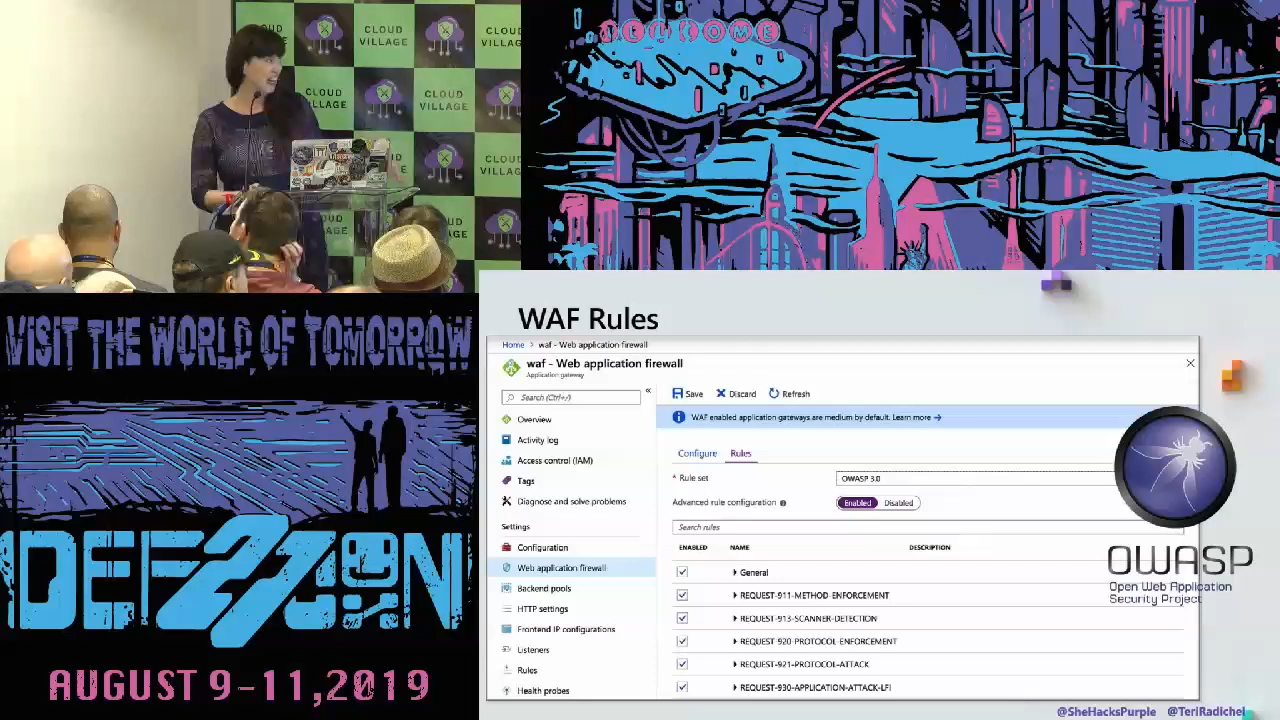 CLOUD
VILLAGE
CLOUD
VILLAGE
CLOUD
VILLAGE
CLOUD
VILLAGE
CLOUD
VILLAGE
WELCOME
VISIT THE WORLD OF TOMORROW
DEF CON
AUGUST 9-11,2019
WAF Rules
Home > waf - Web application firewall
waf - Web application firewall
Application gateway
Search (Ctrl+/)
«
Overview
Activity log
Access control (IAM)
Tags
Diagnose and solve problems
Settings
Configuration
Web application firewall
Backend pools
HTTP settings
Frontend IP configurations
Listeners
Rules
Health probes
Save Discard Refresh
WAF enabled application gateways are medium by default. Learn more →
Configure Rules
* Rule set OWASP 3.0
Advanced rule configuration Enabled Disabled
Search rules
ENABLED NAME DESCRIPTION
General
REQUEST-911-METHOD-ENFORCEMENT
REQUEST-913-SCANNER-DETECTION
REQUEST-920-PROTOCOL-ENFORCEMENT
REQUEST-921-PROTOCOL-ATTACK
REQUEST-930-APPLICATION-ATTACK-LFI
OWASP
Open Web Application
Security Project
@SheHacksPurple @TeriRadichel